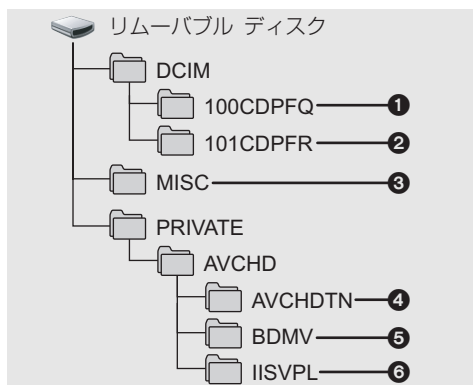 リムーバブル ディスク
DCIM
100CDPFQ ❶
101CDPFR ❷
MISC ❸
PRIVATE
AVCHD
AVCHDTN ❹
BDMV ❺
IISVPL ❻